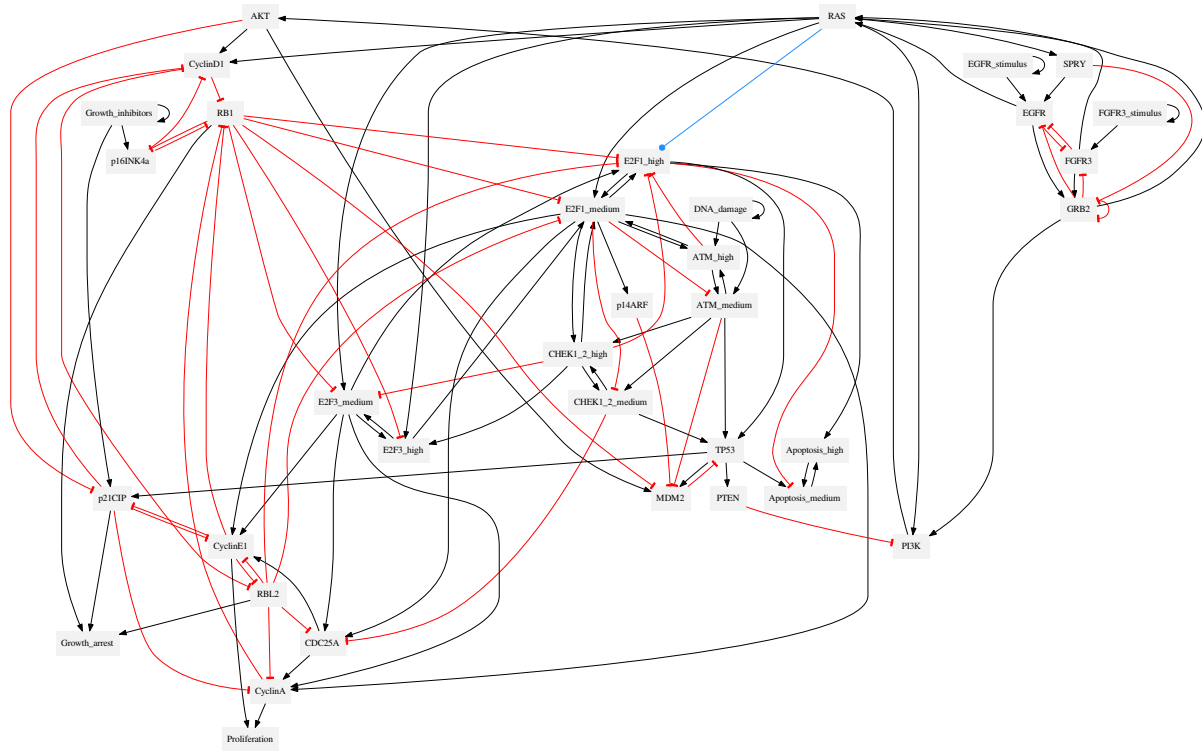 AKT
RAS
CyclinD1
EGFR_stimulus
SPRY
Growth_inhibitors
RB1
EGFR
FGFR3_stimulus
p16INK4a
E2F1_high
FGFR3
E2F1_medium
DNA_damage
GRB2
ATM_high
p14ARF
ATM_medium
CHEK1_2_high
E2F3_medium
CHEK1_2_medium
E2F3_high
TP53
Apoptosis_high
p21CIP
MDM2
PTEN
Apoptosis_medium
CyclinE1
PI3K
RBL2
Growth_arrest
CDC25A
CyclinA
Proliferation